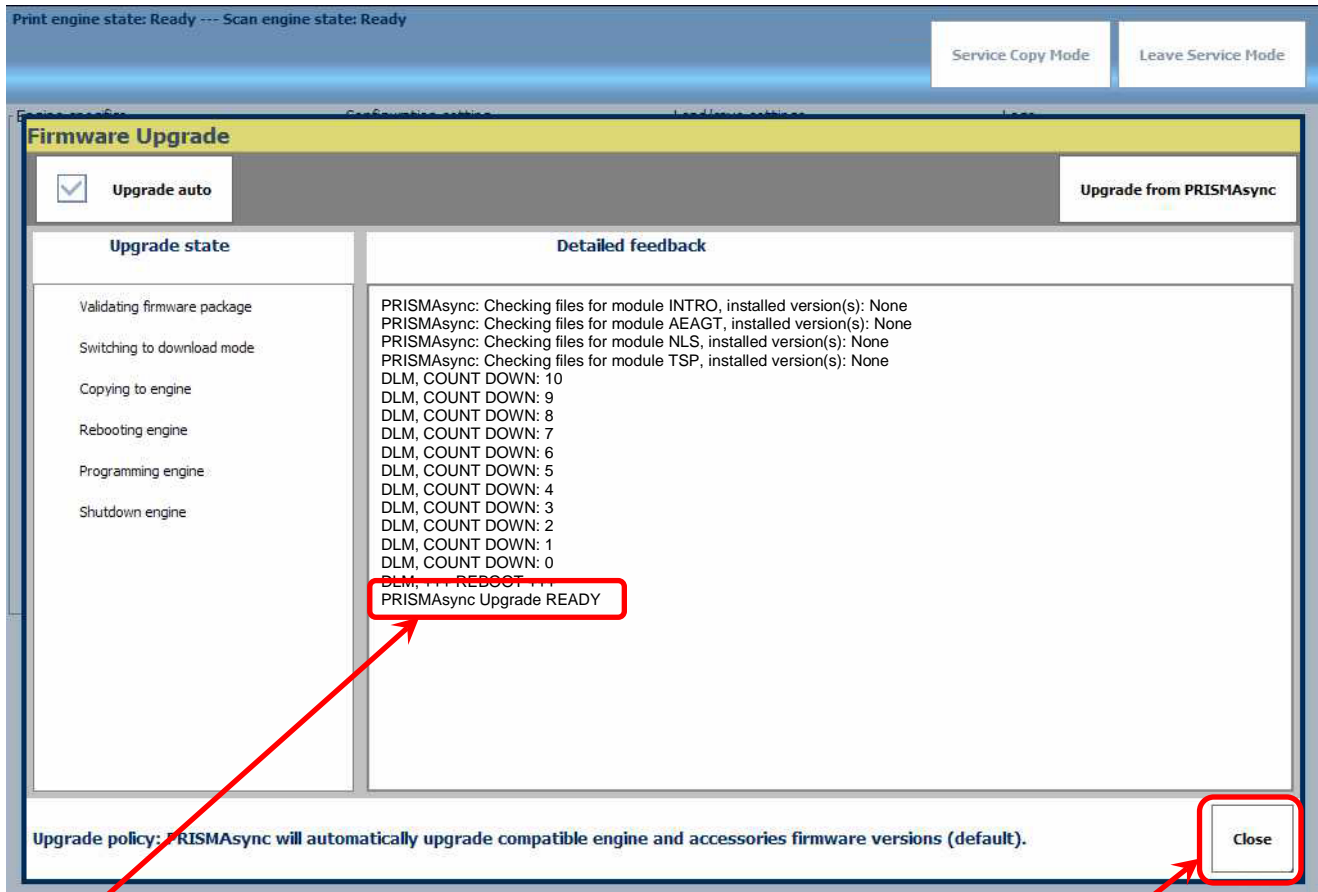 Print engine state: Ready --- Scan engine state: Ready
Service Copy Mode
Leave Service Mode
Firmware Upgrade
Upgrade auto
Upgrade from PRISMAsync
Upgrade state
Detailed feedback
Validating firmware package
Switching to download mode
Copying to engine
Rebooting engine
Programming engine
Shutdown engine
PRISMAsync: Checking files for module INTRO, installed version(s): None
PRISMAsync: Checking files for module AEAGT, installed version(s): None
PRISMAsync: Checking files for module NLS, installed version(s): None
PRISMAsync: Checking files for module TSP, installed version(s): None
DLM, COUNT DOWN: 10
DLM, COUNT DOWN: 9
DLM, COUNT DOWN: 8
DLM, COUNT DOWN: 7
DLM, COUNT DOWN: 6
DLM, COUNT DOWN: 5
DLM, COUNT DOWN: 4
DLM, COUNT DOWN: 3
DLM, COUNT DOWN: 2
DLM, COUNT DOWN: 1
DLM, COUNT DOWN: 0
DLM, +++ REBOOT +++
PRISMAsync Upgrade READY
Upgrade policy: PRISMAsync will automatically upgrade compatible engine and accessories firmware versions (default).
Close